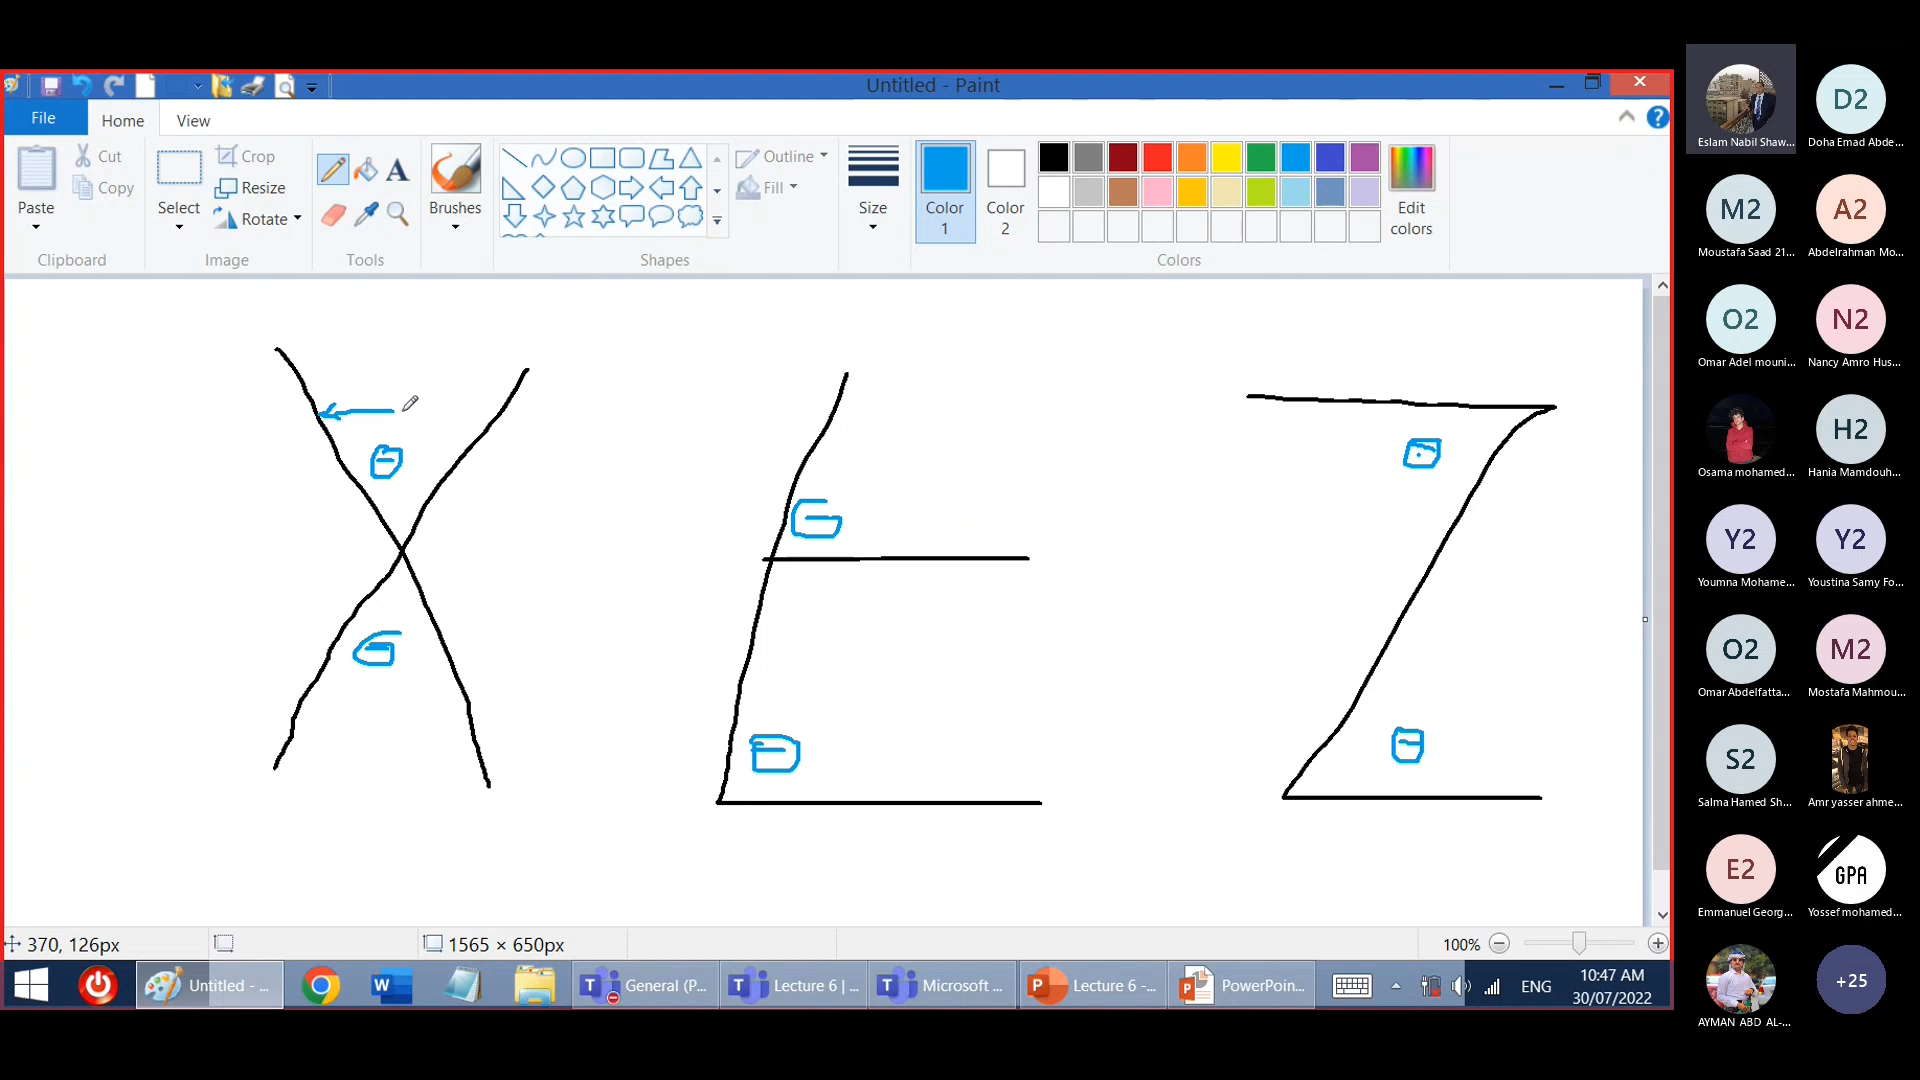 Untitled - Paint
File
Home
View
Paste
Cut
Copy
Clipboard
Select
Crop
Resize
Rotate
Image
A
Tools
Brushes
Shapes
Outline
Fill
Size
Color
1
Color
2
Edit
colors
Colors
370, 126px
1565 × 650px
100%
Untitled - ...
General (P...
Lecture 6 | ...
Microsoft ...
Lecture 6 -...
PowerPoin...
ENG
10:47 AM
30/07/2022
Eslam Nabil Shaw...
D2
Doha Emad Abde...
M2
Moustafa Saad 21...
A2
Abdelrahman Mo...
O2
Omar Adel mouni...
N2
Nancy Amro Hus...
Osama mohamed...
H2
Hania Mamdouh...
Y2
Youmna Mohame...
Y2
Youstina Samy Fo...
O2
Omar Abdelfatta...
M2
Mostafa Mahmou...
S2
Salma Hamed Sh...
Amr yasser ahme...
E2
Emmanuel Georg...
GPA
Yossef mohamed...
AYMAN ABD AL-...
+25